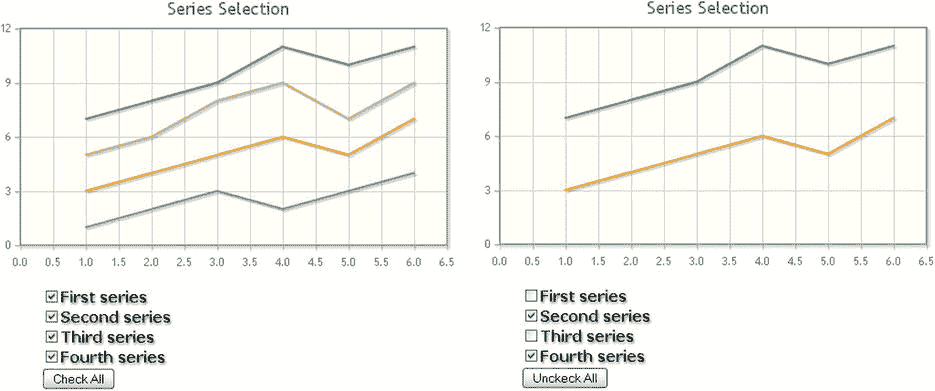 Series Selection
12
9
6
3
0
0.0 0.5 1.0 1.5 2.0 2.5 3.0 3.5 4.0 4.5 5.0 5.5 6.0 6.5
First series
Second series
Third series
Fourth series
Check All
Series Selection
12
9
6
3
0
0.0 0.5 1.0 1.5 2.0 2.5 3.0 3.5 4.0 4.5 5.0 5.5 6.0 6.5
First series
Second series
Third series
Fourth series
Unckeck All